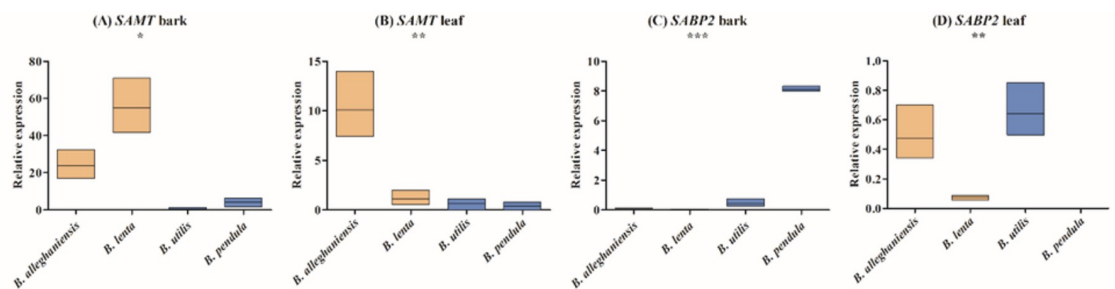 (A) SAMT bark
*
Relative expression
80
60
40
20
0
B. alleghaniensis
B. lenta
B. utilis
B. pendula
(B) SAMT leaf
**
Relative expression
15
10
5
0
B. alleghaniensis
B. lenta
B. utilis
B. pendula
(C) SABP2 bark
***
Relative expression
10
8
6
4
2
0
B. alleghaniensis
B. lenta
B. utilis
B. pendula
(D) SABP2 leaf
**
Relative expression
1.0
0.8
0.6
0.4
0.2
0.0
B. alleghaniensis
B. lenta
B. utilis
B. pendula